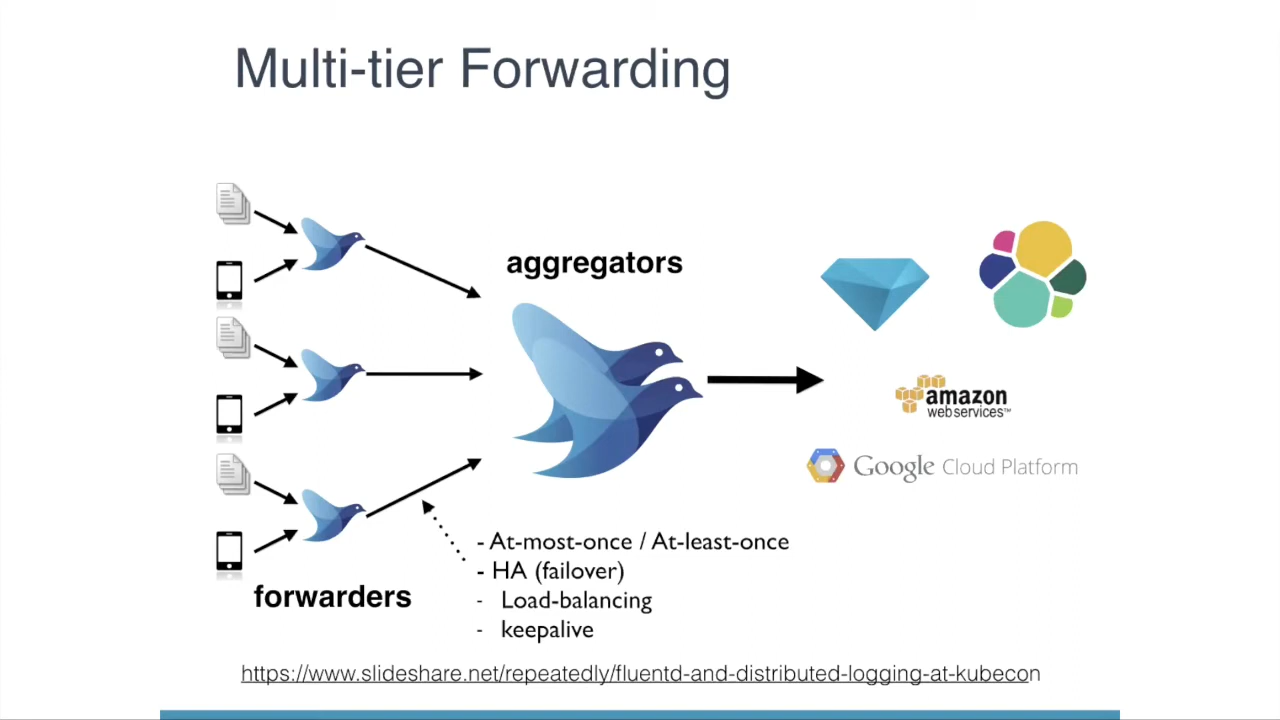 Multi-tier Forwarding
aggregators
amazon
webservices™
Google Cloud Platform
- At-most-once / At-least-once
- HA (failover)
- Load-balancing
- keepalive
forwarders
https://www.slideshare.net/repeatedly/fluentd-and-distributed-logging-at-kubecon